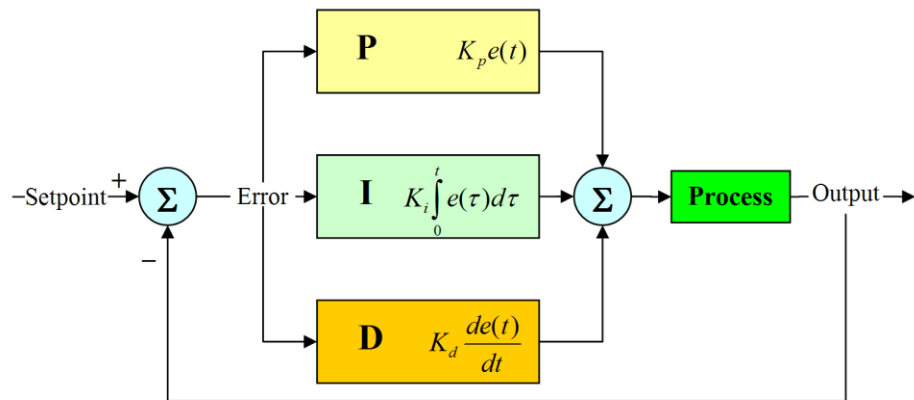 P K_p e(t)
–Setpoint + Σ Error I K_i ∫_0^t e(τ)dτ Σ Process Output
–
D K_d de(t)/dt